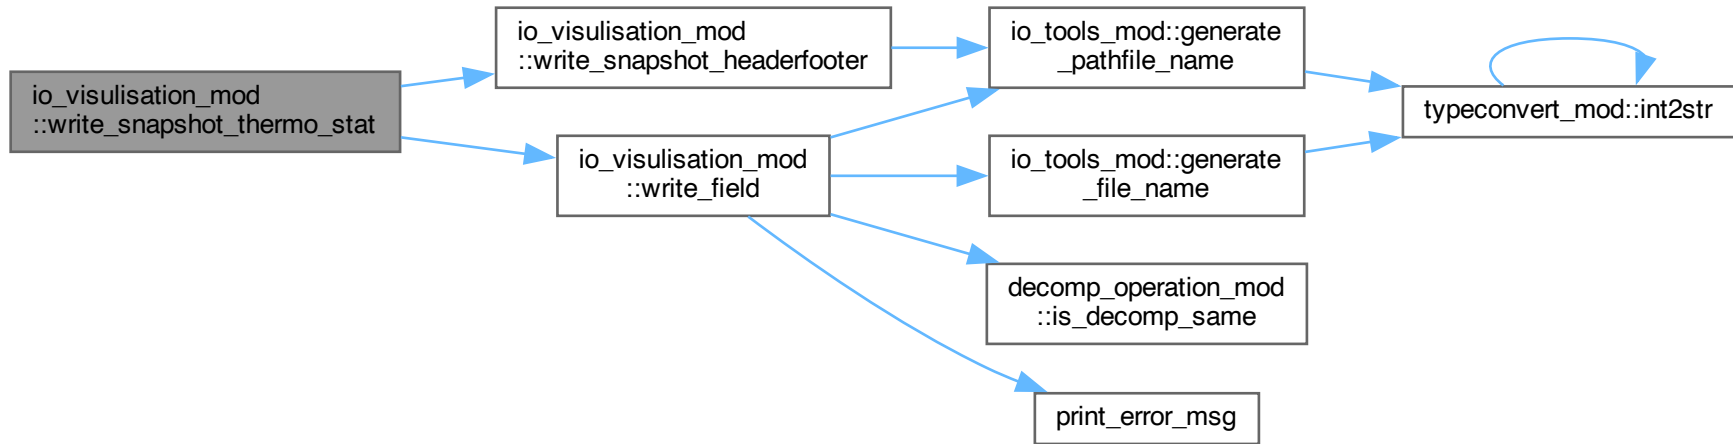 io_visulisation_mod
::write_snapshot_thermo_stat
io_visulisation_mod
::write_snapshot_headerfooter
io_visulisation_mod
::write_field
io_tools_mod::generate
_pathfile_name
io_tools_mod::generate
_file_name
decomp_operation_mod
::is_decomp_same
print_error_msg
typeconvert_mod::int2str